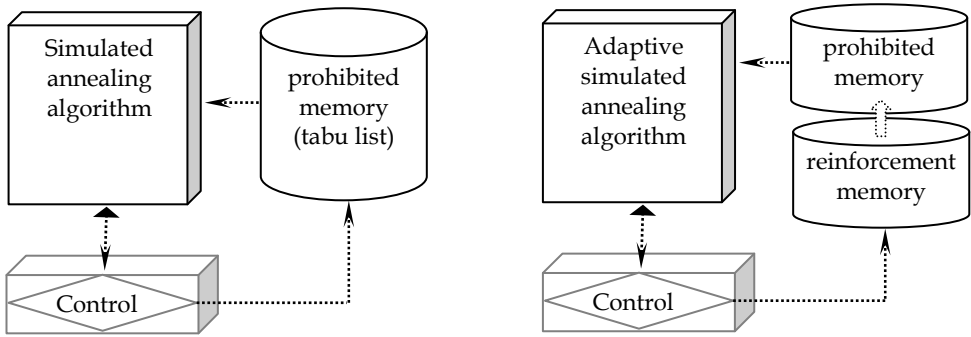 Simulated
annealing
algorithm
prohibited
memory
(tabu list)
Control
Adaptive
simulated
annealing
algorithm
prohibited
memory
reinforcement
memory
Control